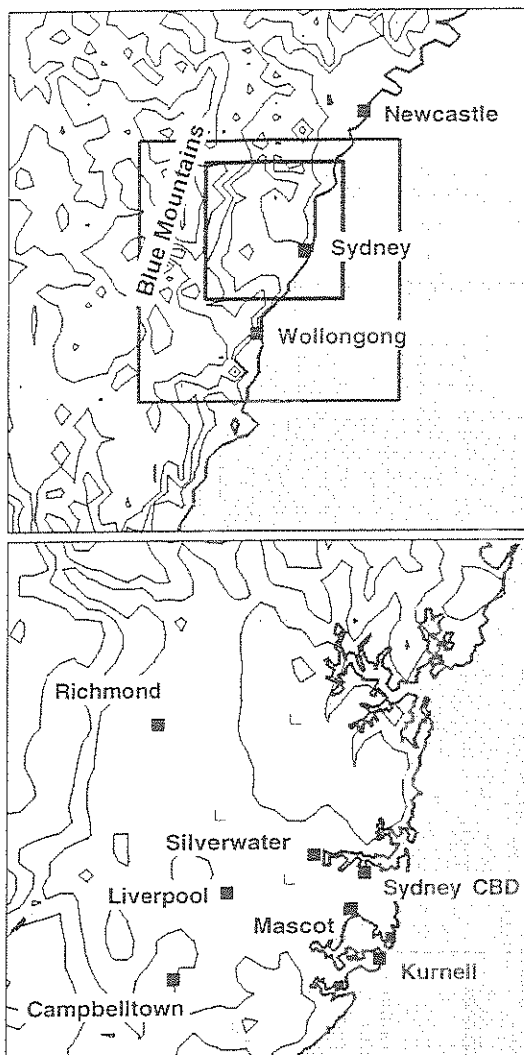 Newcastle
Blue Mountains
Sydney
Wollongong
Richmond
Silverwater
Liverpool
Sydney CBD
Mascot
Kurnell
Campbelltown